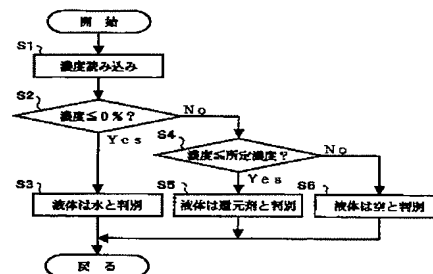 開始
S1
濃度読み込み
S2
濃度≦0%?
No
Yes
S4
濃度≦所定濃度?
No
Yes
S3
液体は水と判別
S5
液体は還元剤と判別
S6
液体は空と判別
戻る